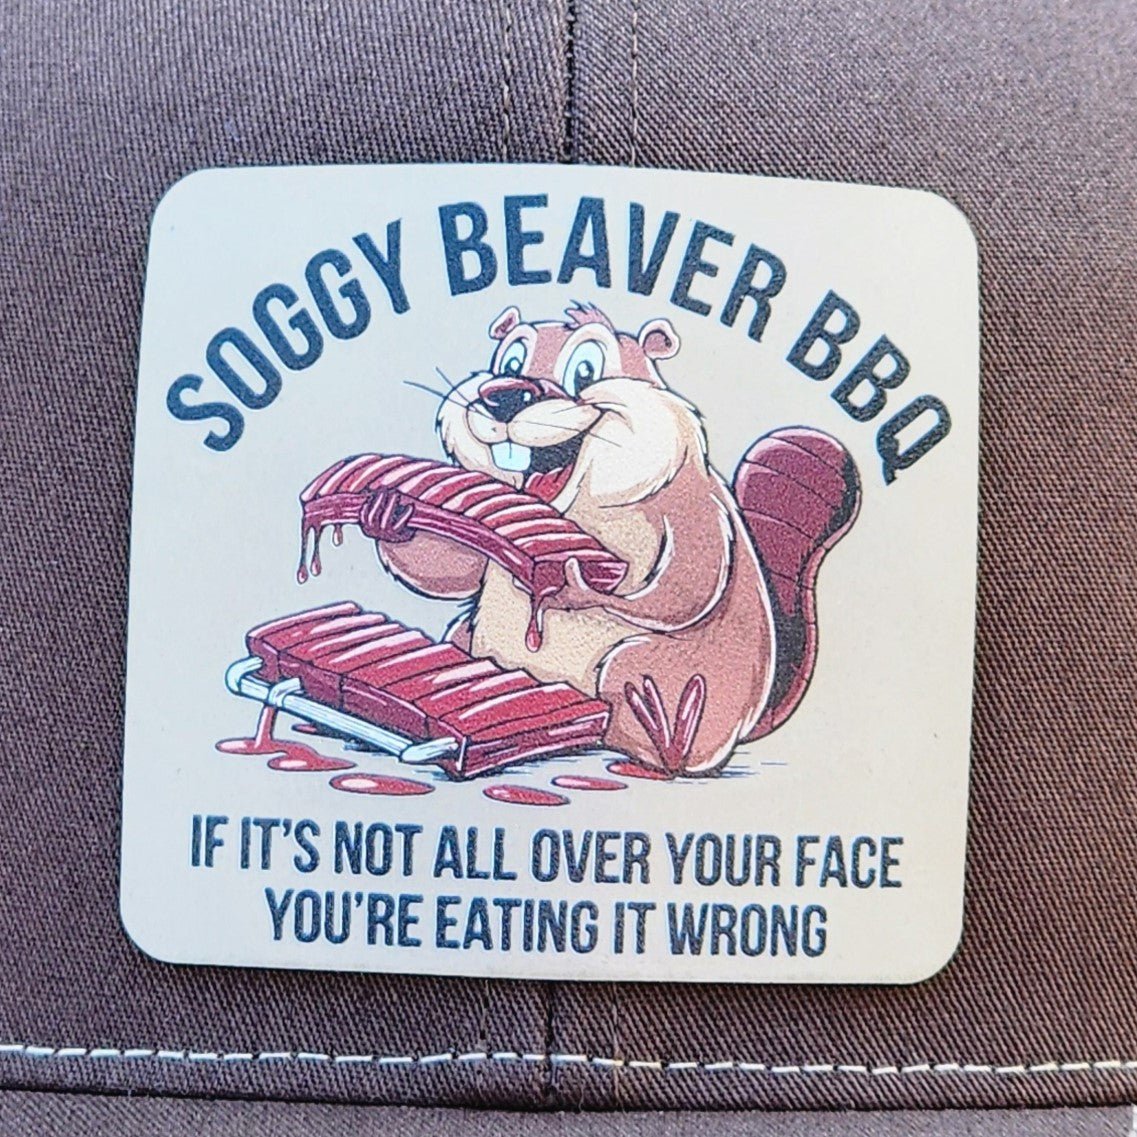 SOGGY BEAVER BBQ
IF IT'S NOT ALL OVER YOUR FACE
YOU'RE EATING IT WRONG